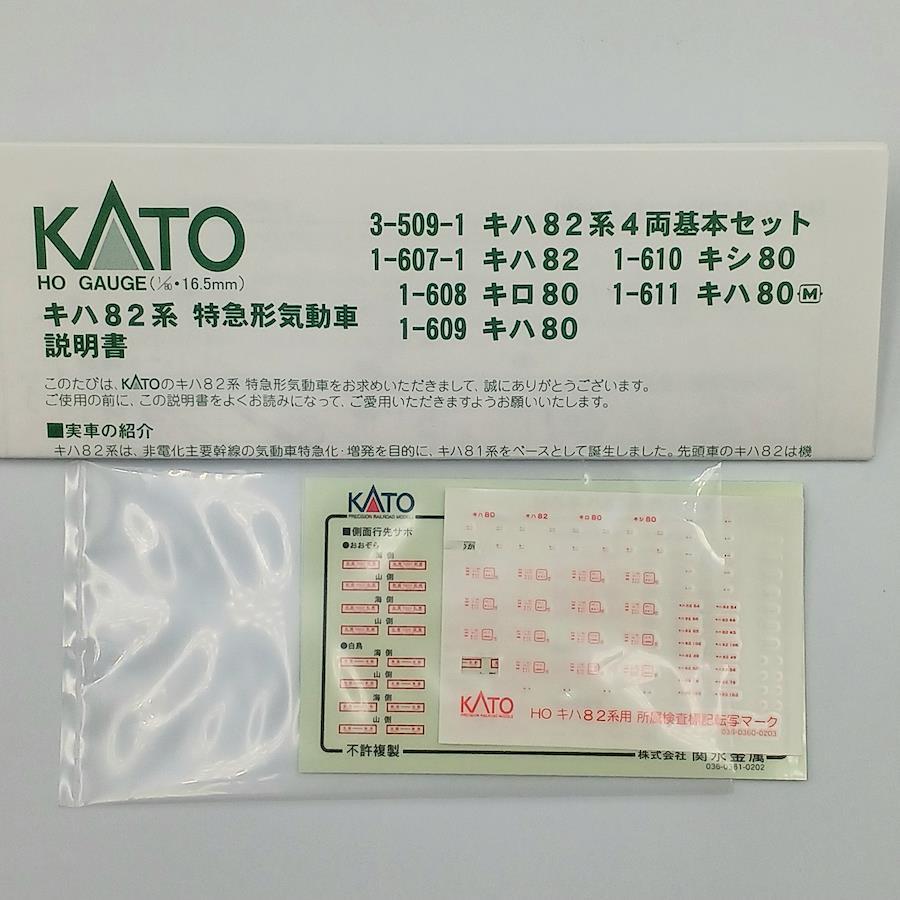 KATO
HO GAUGE(1/80・16.5mm)
キハ82系 特急形気動車
説明書
3-509-1 キハ82系4両基本セット
1-607-1 キハ82 1-610 キシ80
1-608 キロ80 1-611 キハ80 M
1-609 キハ80
このたびは、KATOのキハ82系 特急形気動車をお求めいただきまして、誠にありがとうございます。
ご使用の前に、この説明書をよくお読みになって、ご愛用いただきますようお願いいたします。
■実車の紹介
キハ82系は、非電化主要幹線の気動車特急化・増発を目的に、キハ81系をベースとして誕生しました。先頭車のキハ82は機
KATO
PRECISION RAILROAD MODELS
■側面行先サボ
●おおぞら
海 側
山 側
海 側
山 側
●白鳥
海 側
山 側
海 側
山 側
不許複製
株式会社 関水金属
036-0361-0202
キハ80 キハ82 キロ80 キシ80
KATO
PRECISION RAILROAD MODELS
HO キハ82系用 所属検査標記転写マーク
036-0360-0203